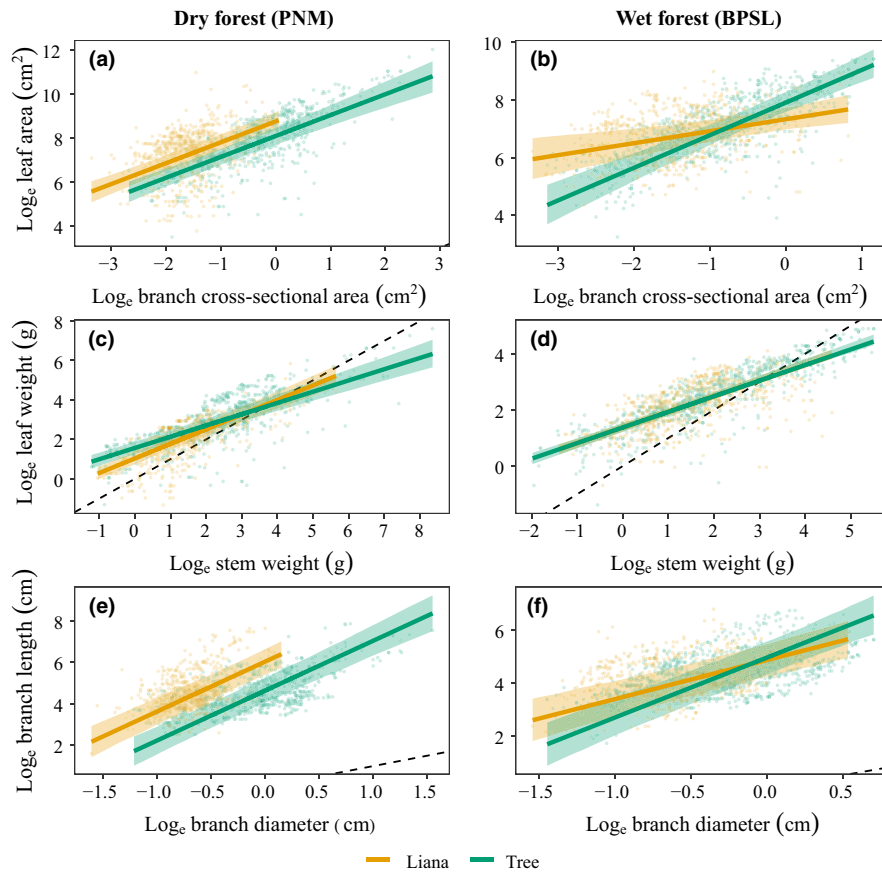 Dry forest (PNM) Wet forest (BPSL)
(a) (b)
12 10 8 6 4
10 8 6 4
Logₑ leaf area (cm²)
−3 −2 −1 0 1 2 3
−3 −2 −1 0 1
Logₑ branch cross-sectional area (cm²) Logₑ branch cross-sectional area (cm²)
(c) (d)
8 6 4 2 0
4 2 0
Logₑ leaf weight (g)
−1 0 1 2 3 4 5 6 7 8
−2 −1 0 1 2 3 4 5
Logₑ stem weight (g) Logₑ stem weight (g)
(e) (f)
8 6 4 2
6 4 2
Logₑ branch length (cm)
−1.5 −1.0 −0.5 0.0 0.5 1.0 1.5
−1.5 −1.0 −0.5 0.0 0.5
Logₑ branch diameter (cm) Logₑ branch diameter (cm)
Liana Tree